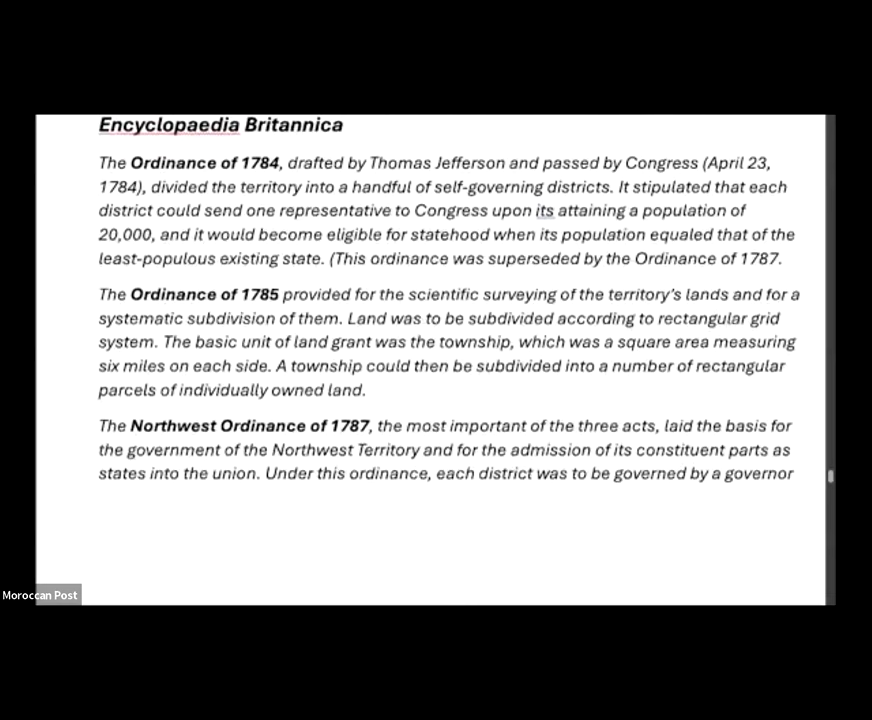 Encyclopaedia Britannica
The Ordinance of 1784, drafted by Thomas Jefferson and passed by Congress (April 23,
1784), divided the territory into a handful of self-governing districts. It stipulated that each
district could send one representative to Congress upon its attaining a population of
20,000, and it would become eligible for statehood when its population equaled that of the
least-populous existing state. (This ordinance was superseded by the Ordinance of 1787.
The Ordinance of 1785 provided for the scientific surveying of the territory's lands and for a
systematic subdivision of them. Land was to be subdivided according to rectangular grid
system. The basic unit of land grant was the township, which was a square area measuring
six miles on each side. A township could then be subdivided into a number of rectangular
parcels of individually owned land.
The Northwest Ordinance of 1787, the most important of the three acts, laid the basis for
the government of the Northwest Territory and for the admission of its constituent parts as
states into the union. Under this ordinance, each district was to be governed by a governor
Moroccan Post